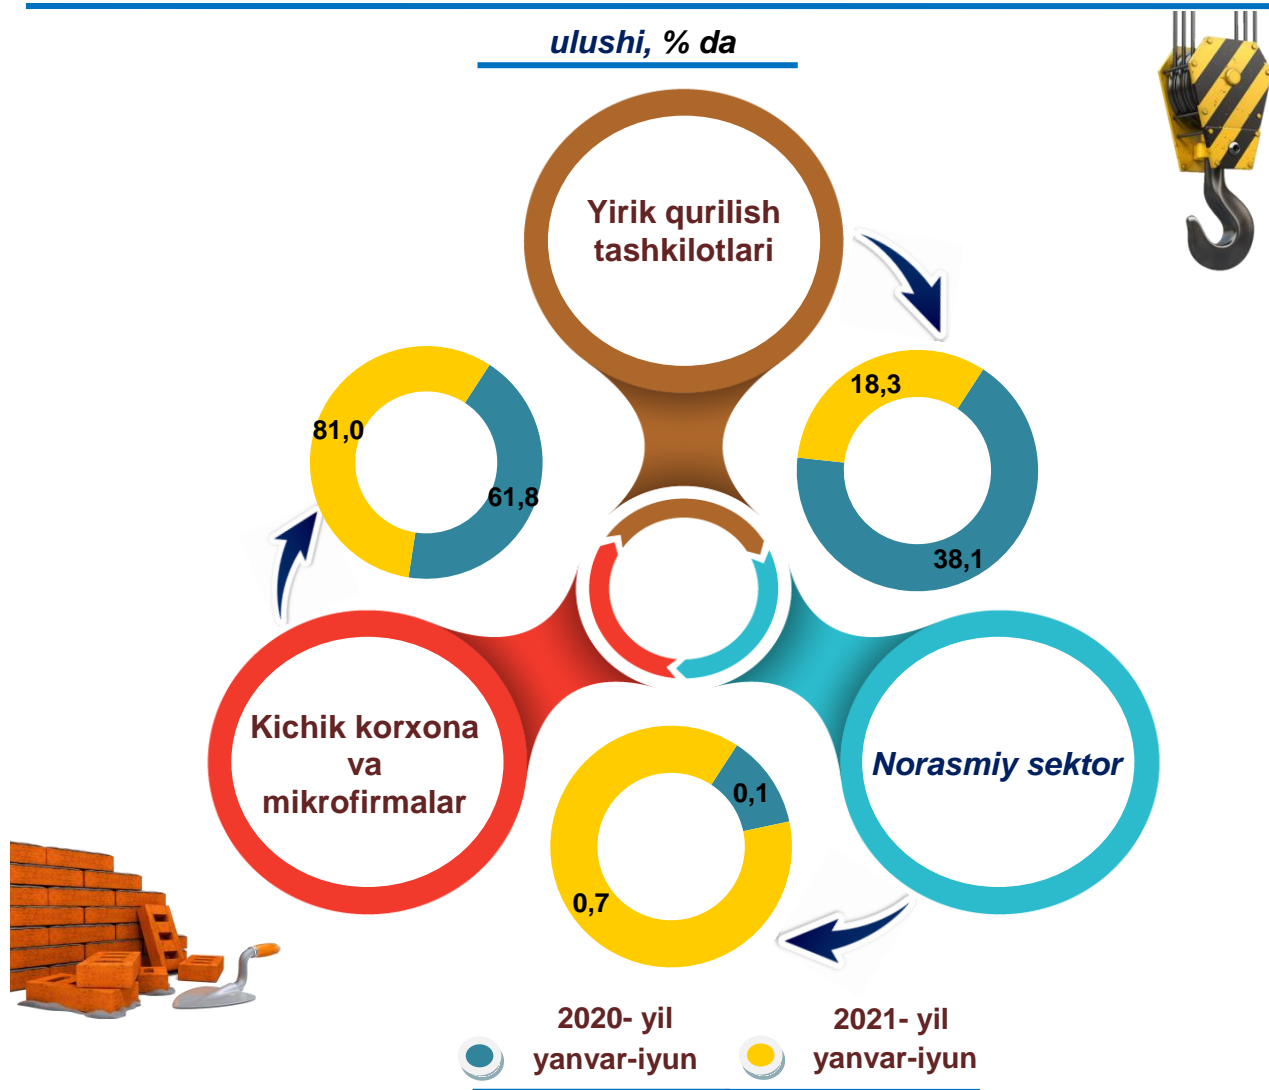 ulushi, % da
Yirik qurilish
tashkilotlari
81,0
61,8
18,3
38,1
Kichik korxona
va
mikrofirmalar
Norasmiy sektor
0,1
0,7
2020- yil
yanvar-iyun
2021- yil
yanvar-iyun